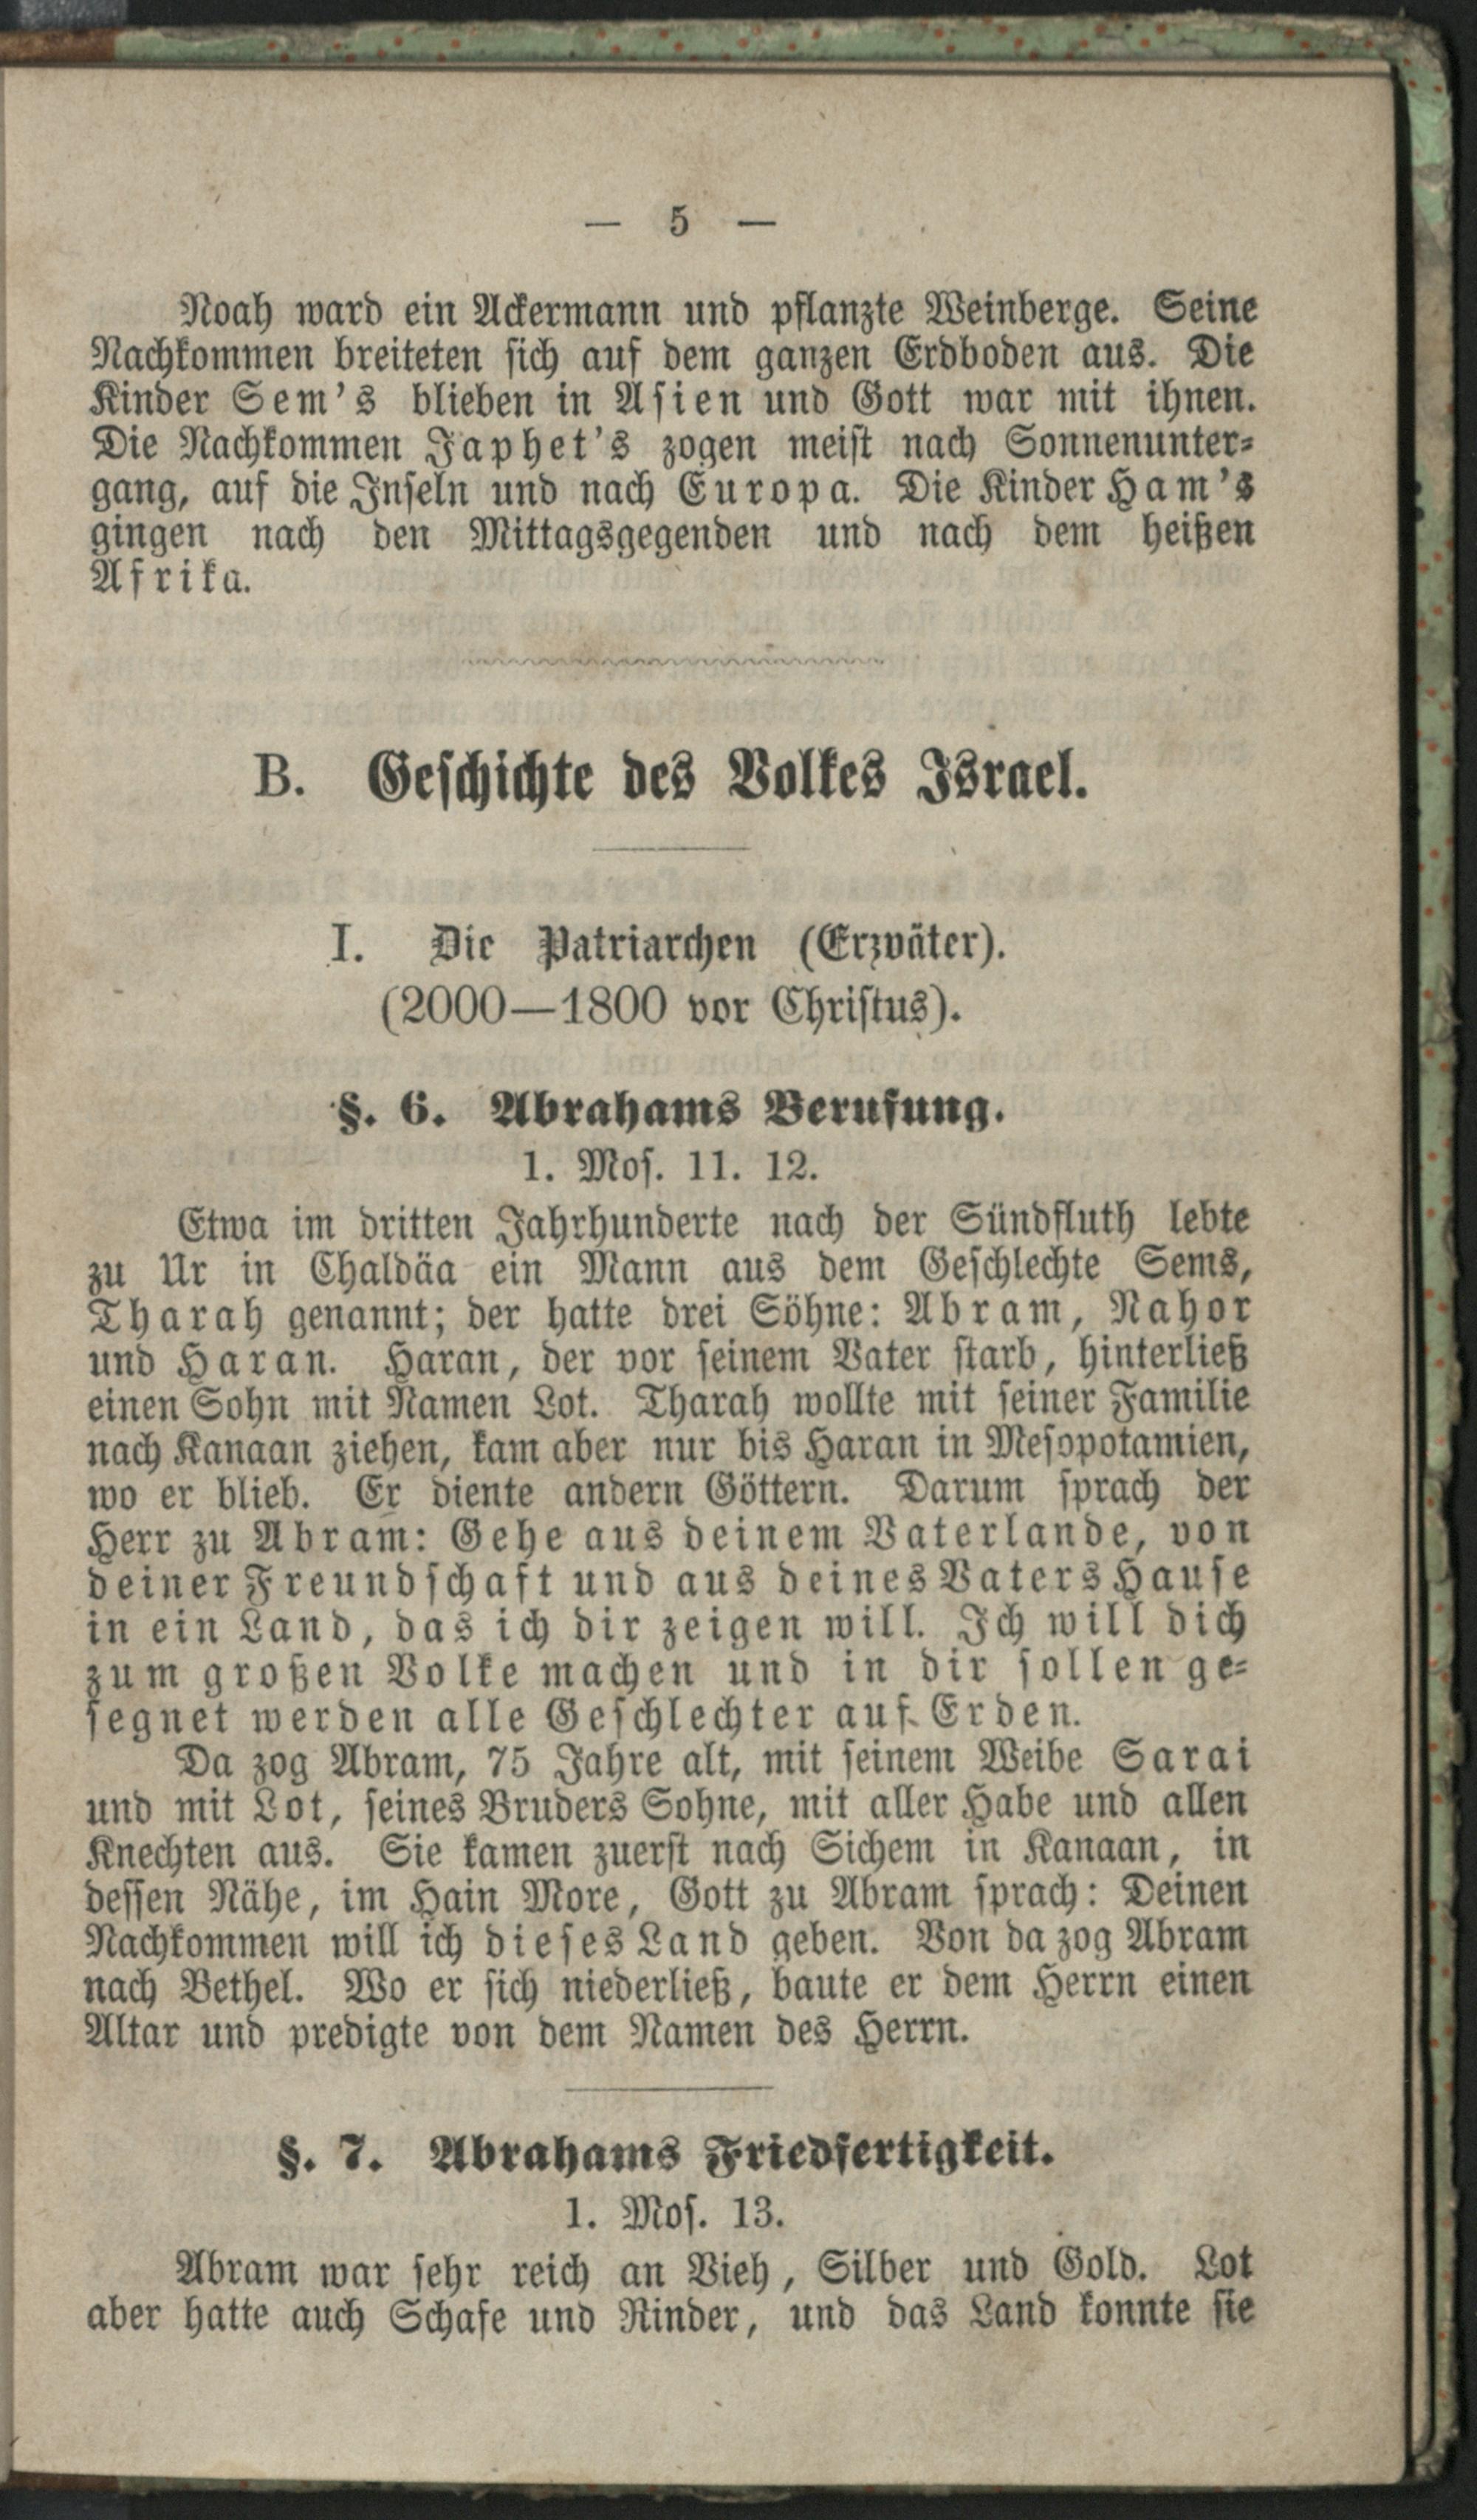 — 5 —
Noah ward ein Ackermann und pflanzte Weinberge. Seine
Nachkommen breiteten sich auf dem ganzen Erdboden aus. Die
Kinder Sem's blieben in Asien und Gott war mit ihnen.
Die Nachkommen Japhet's zogen meist nach Sonnenunter-
gang, auf die Inseln und nach Europa. Die Kinder Ham's
gingen nach den Mittagsgegenden und nach dem heißen
Afrika.
B. Geschichte des Volkes Israel.
I. Die Patriarchen (Erzväter).
(2000—1800 vor Christus).
§. 6. Abrahams Berufung.
1. Mos. 11. 12.
Etwa im dritten Jahrhunderte nach der Sündfluth lebte
zu Ur in Chaldäa ein Mann aus dem Geschlechte Sems,
Tharah genannt; der hatte drei Söhne: Abram, Nahor
und Haran. Haran, der vor seinem Vater starb, hinterließ
einen Sohn mit Namen Lot. Tharah wollte mit seiner Familie
nach Kanaan ziehen, kam aber nur bis Haran in Mesopotamien,
wo er blieb. Er diente andern Göttern. Darum sprach der
Herr zu Abram: Gehe aus deinem Vaterlande, von
deiner Freundschaft und aus deines Vaters Hause
in ein Land, das ich dir zeigen will. Ich will dich
zum großen Volke machen und in dir sollen ge-
segnet werden alle Geschlechter auf Erden.
Da zog Abram, 75 Jahre alt, mit seinem Weibe Sarai
und mit Lot, seines Bruders Sohne, mit aller Habe und allen
Knechten aus. Sie kamen zuerst nach Sichem in Kanaan, in
dessen Nähe, im Hain More, Gott zu Abram sprach: Deinen
Nachkommen will ich dieses Land geben. Von da zog Abram
nach Bethel. Wo er sich niederließ, baute er dem Herrn einen
Altar und predigte von dem Namen des Herrn.
§. 7. Abrahams Friedfertigkeit.
1. Mos. 13.
Abram war sehr reich an Vieh, Silber und Gold. Lot
aber hatte auch Schafe und Rinder, und das Land konnte sie